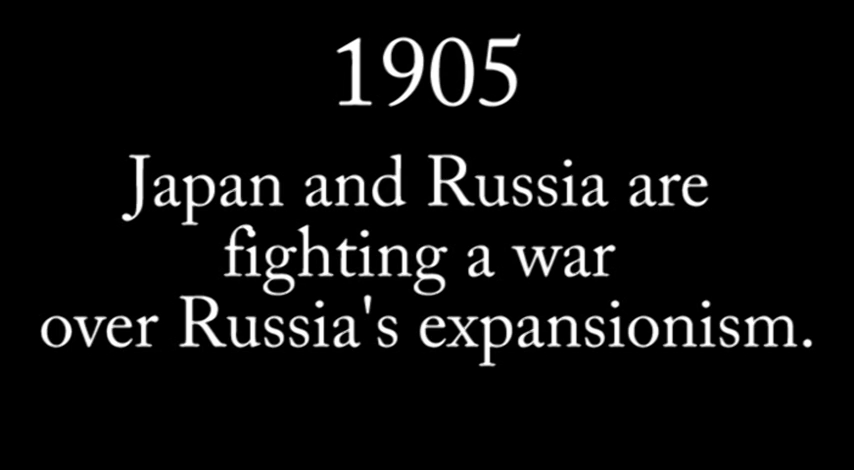 1905
Japan and Russia are
fighting a war
over Russia's expansionism.